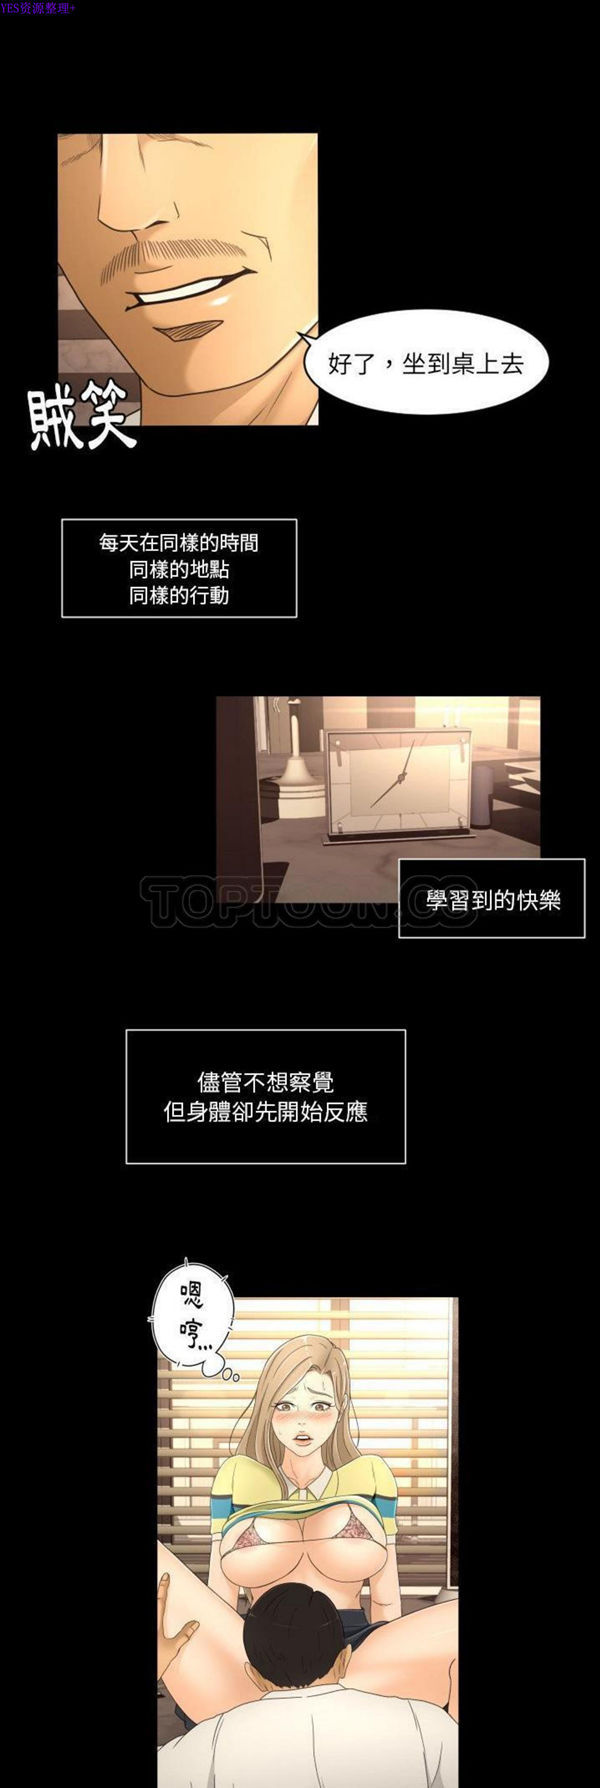 YES资源整理+
好了，坐到桌上去
賊笑
每天在同樣的時間
同樣的地點
同樣的行動
TOPTOON.CC
學習到的快樂
儘管不想察覺
但身體卻先開始反應
嗯
哼...